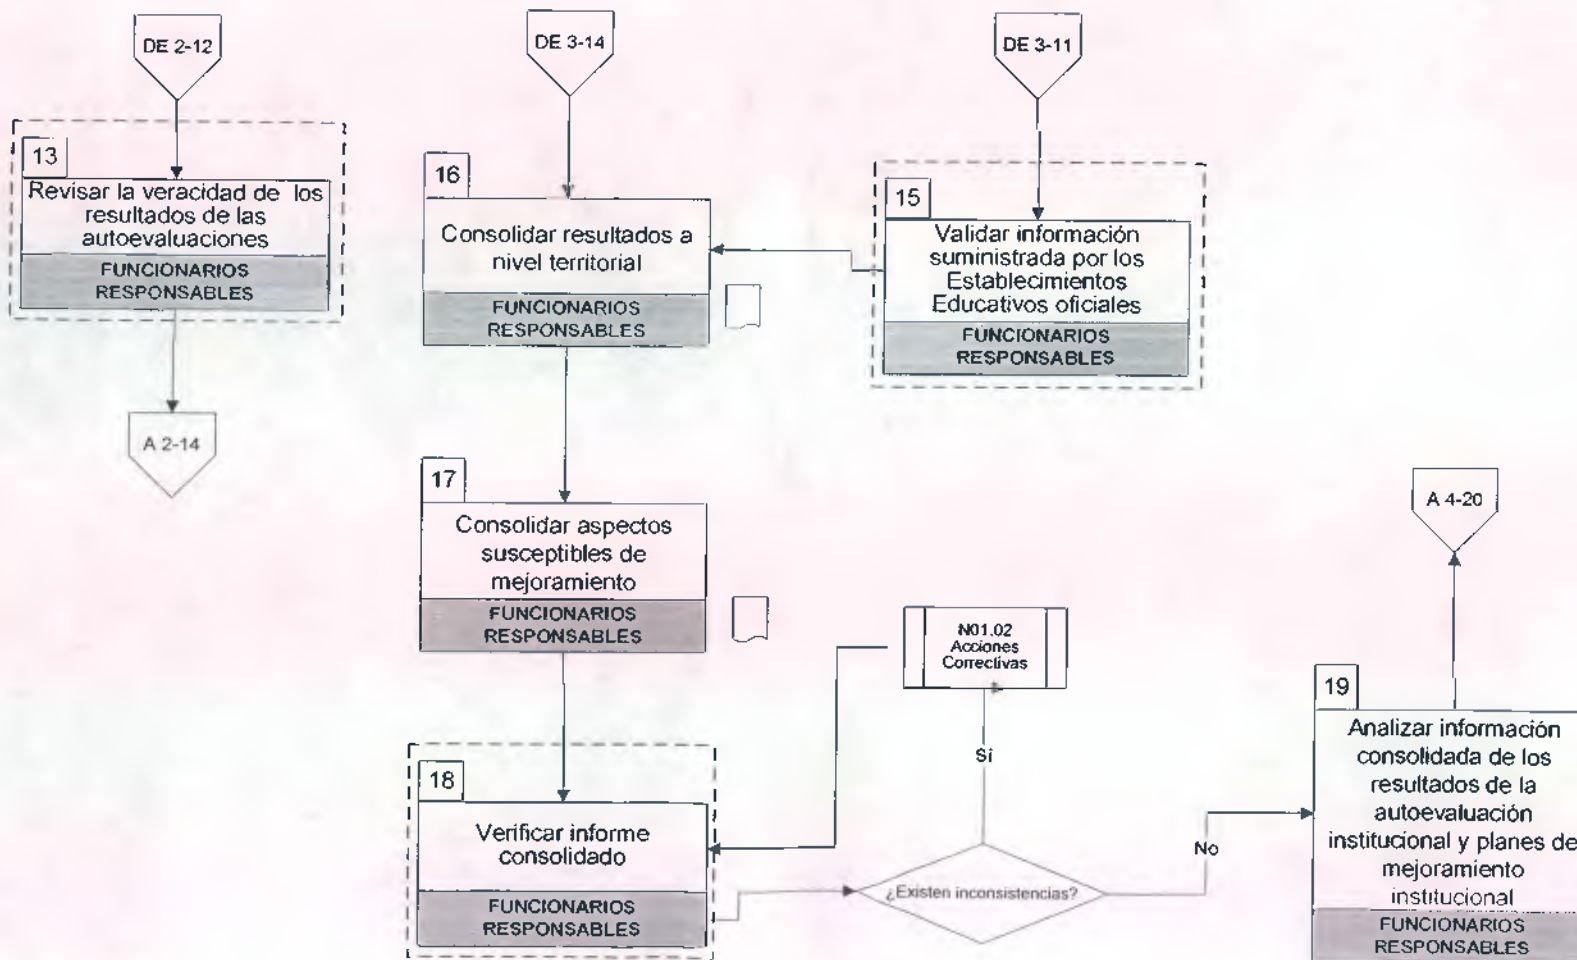 DE 2-12
13
Revisar la veracidad de los
resultados de las
autoevaluaciones
FUNCIONARIOS
RESPONSABLES
A 2-14
DE 3-14
16
Consolidar resultados a
nivel territorial
FUNCIONARIOS
RESPONSABLES
DE 3-11
15
Validar información
suministrada por los
Establecimientos
Educativos oficiales
FUNCIONARIOS
RESPONSABLES
17
Consolidar aspectos
susceptibles de
mejoramiento
FUNCIONARIOS
RESPONSABLES
18
Verificar informe
consolidado
FUNCIONARIOS
RESPONSABLES
N01.02
Acciones
Correctivas
Sí
¿Existen inconsistencias?
No
A 4-20
19
Analizar información
consolidada de los
resultados de la
autoevaluación
institucional y planes de
mejoramiento
institucional
FUNCIONARIOS
RESPONSABLES